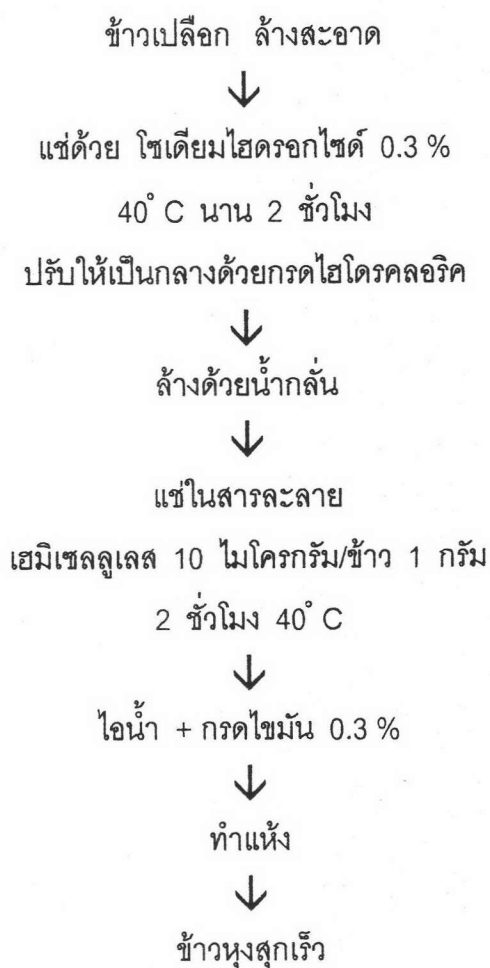 ข้าวเปลือก ล้างสะอาด
↓
แช่ด้วย โซเดียมไฮดรอกไซด์ 0.3 %
40° C นาน 2 ชั่วโมง
ปรับให้เป็นกลางด้วยกรดไฮโดรคลอริค
↓
ล้างด้วยน้ำกลั่น
↓
แช่ในสารละลาย
เฮมิเซลลูเลส 10 ไมโครกรัม/ข้าว 1 กรัม
2 ชั่วโมง 40° C
↓
ไอน้ำ + กรดไขมัน 0.3 %
↓
ทำแห้ง
↓
ข้าวหุงสุกเร็ว